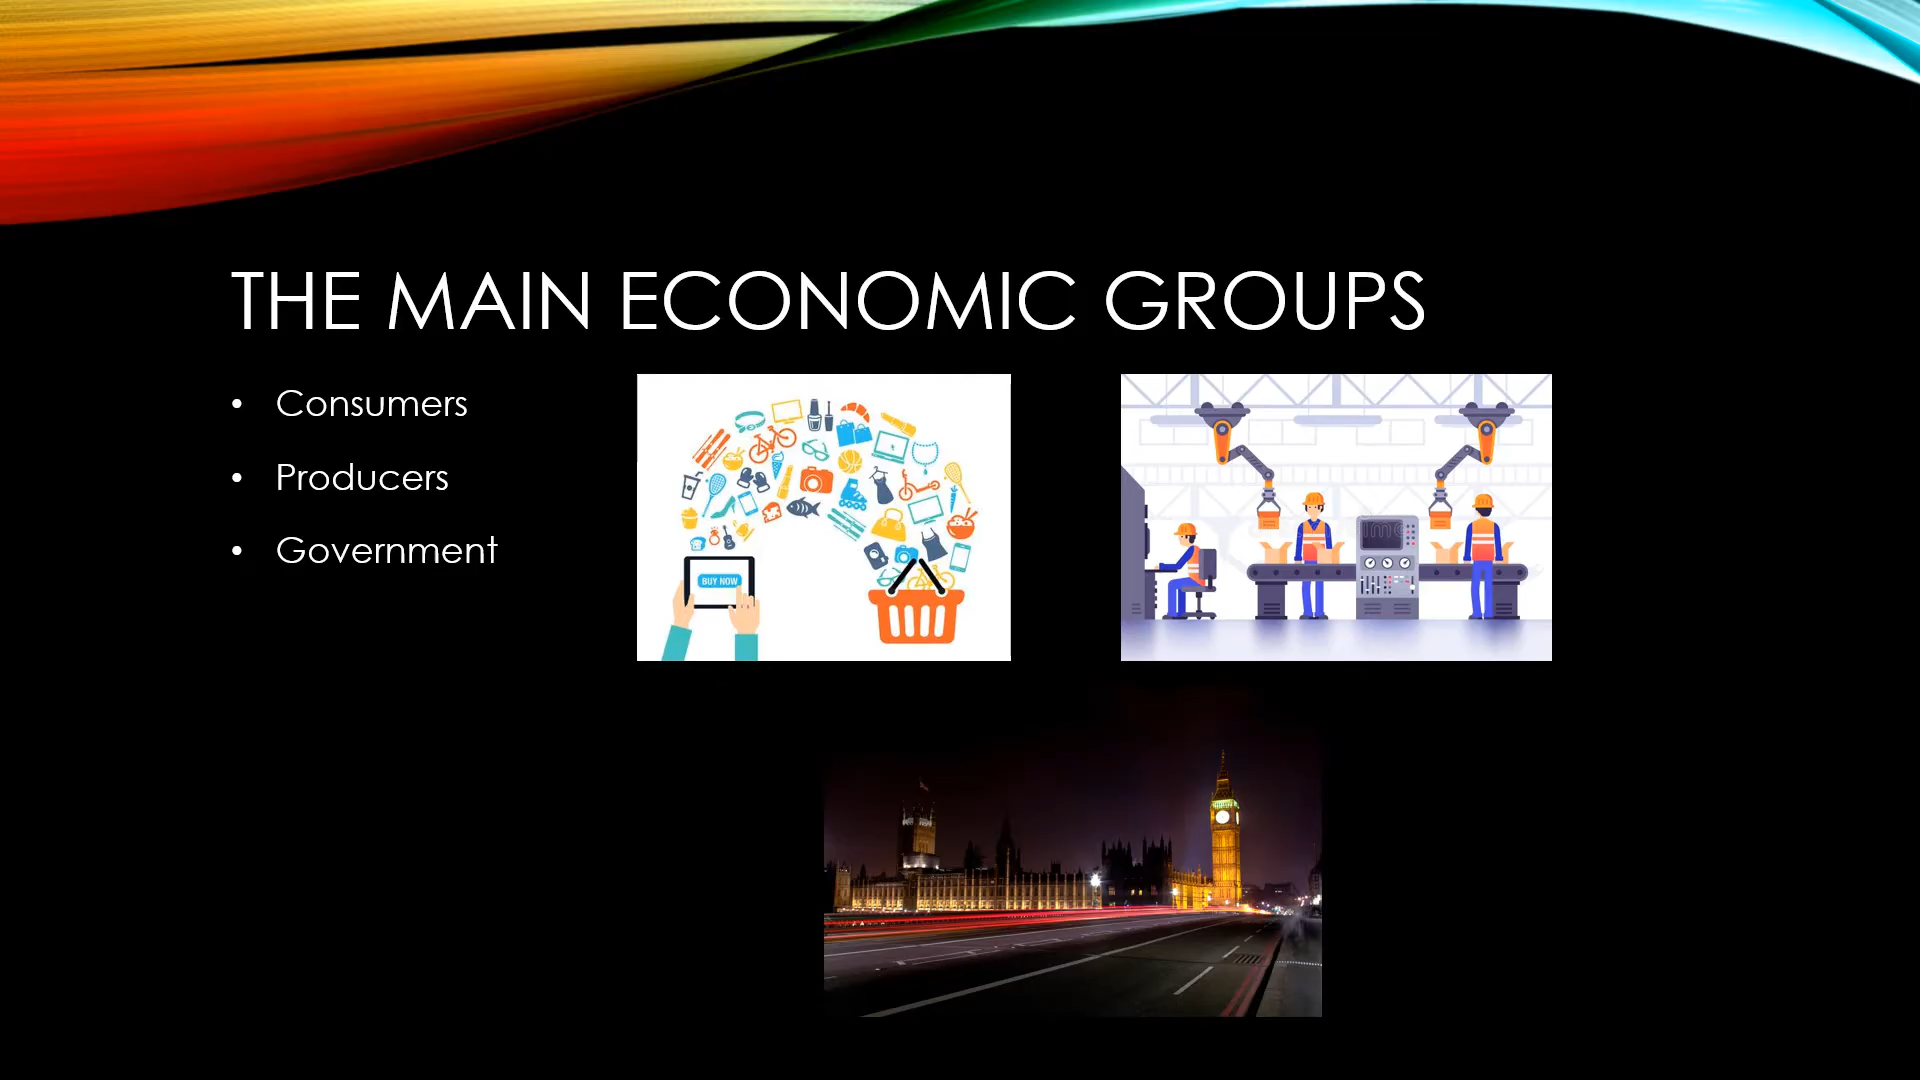 THE MAIN ECONOMIC GROUPS
• Consumers
• Producers
• Government
BUY NOW